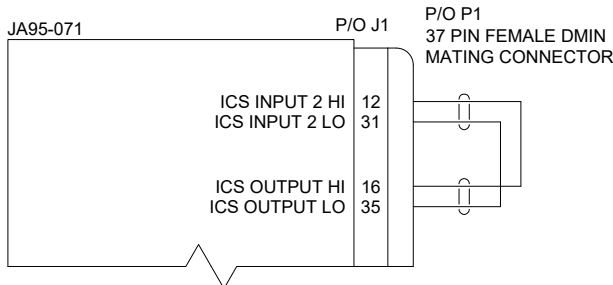 JA95-071
P/O J1
P/O P1
37 PIN FEMALE DMIN
MATING CONNECTOR
ICS INPUT 2 HI 12
ICS INPUT 2 LO 31
ICS OUTPUT HI 16
ICS OUTPUT LO 35